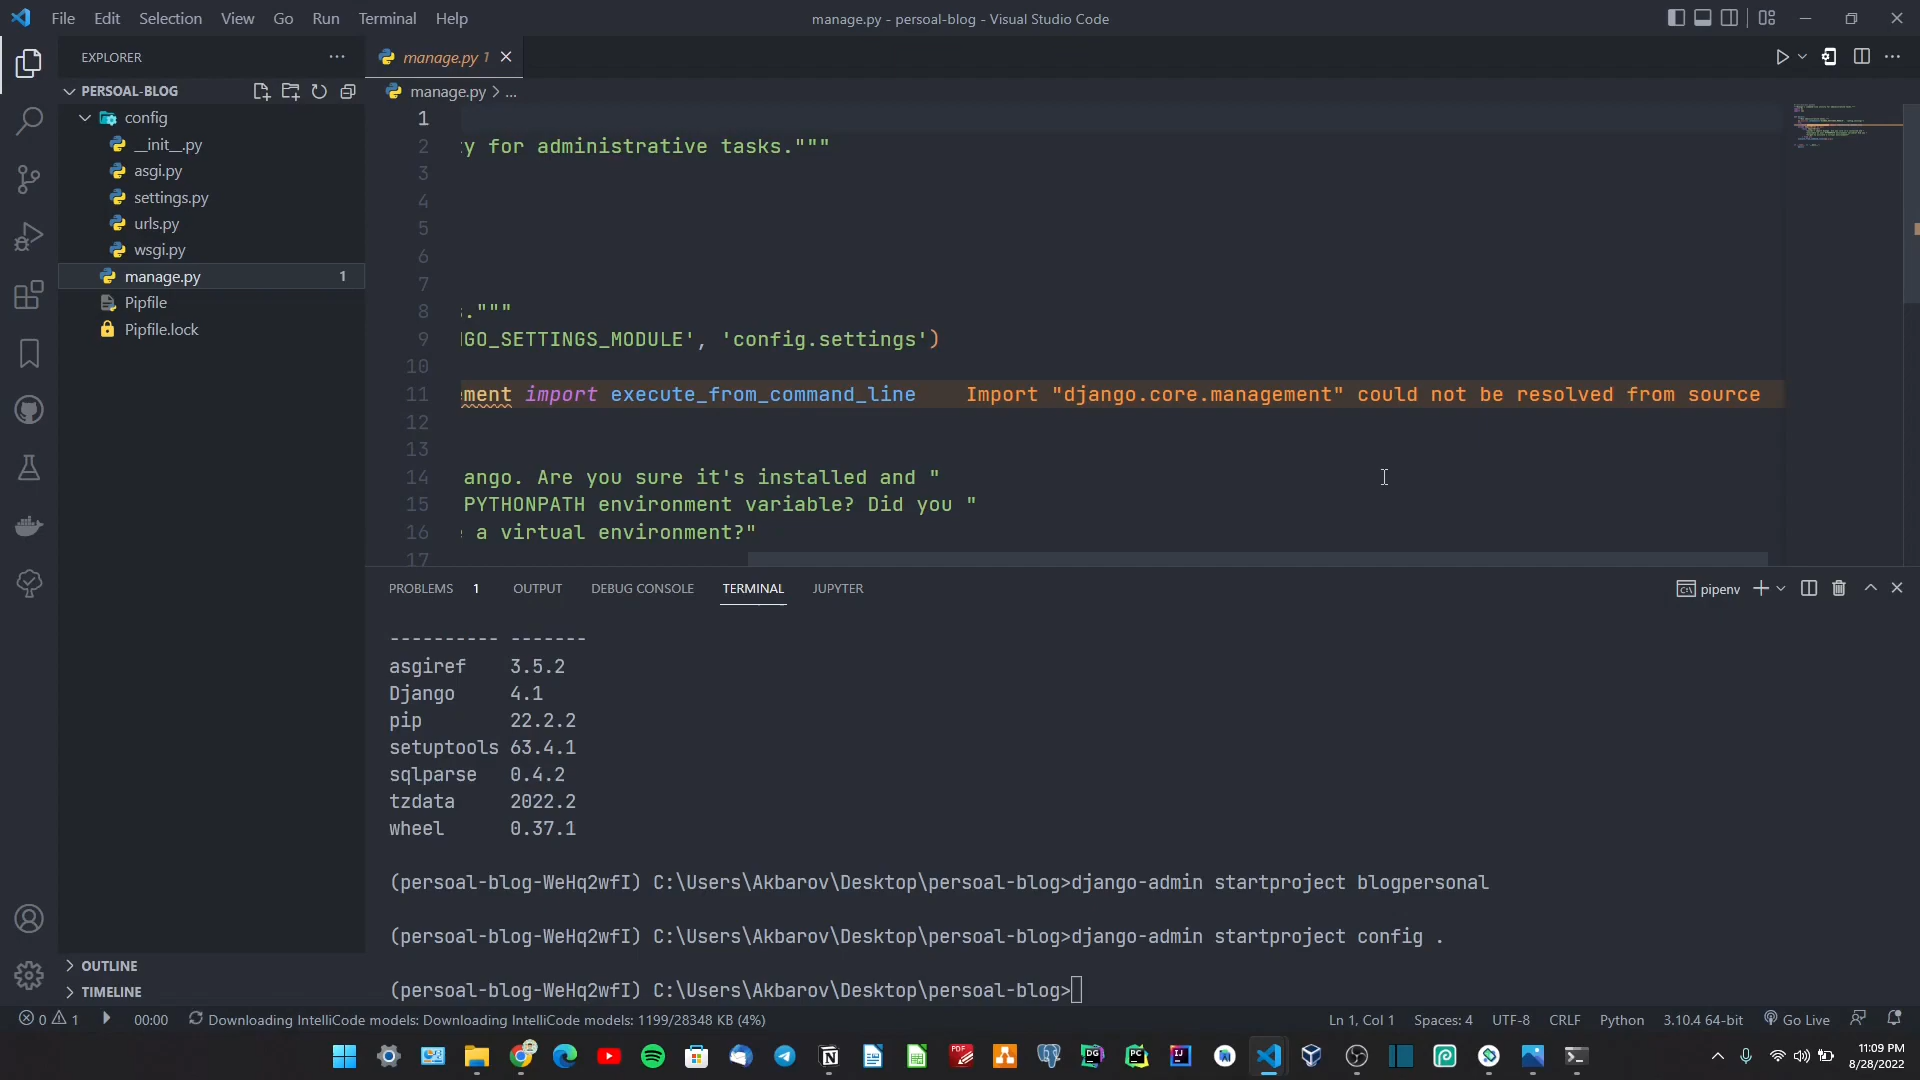 File Edit Selection View Go Run Terminal Help
manage.py - persoal-blog - Visual Studio Code
EXPLORER
manage.py 1
PERSOAL-BLOG
manage.py > ...
config
__init__.py
asgi.py
settings.py
urls.py
wsgi.py
manage.py 1
Pipfile
Pipfile.lock
1
2 y for administrative tasks."""
3
4
5
6
7
8 ."""
9 GO_SETTINGS_MODULE', 'config.settings')
10
11 ment import execute_from_command_line Import "django.core.management" could not be resolved from source
12
13
14 ango. Are you sure it's installed and "
15 PYTHONPATH environment variable? Did you "
16 a virtual environment?"
17
PROBLEMS 1 OUTPUT DEBUG CONSOLE TERMINAL JUPYTER
pipenv
---------- -------
asgiref 3.5.2
Django 4.1
pip 22.2.2
setuptools 63.4.1
sqlparse 0.4.2
tzdata 2022.2
wheel 0.37.1
(persoal-blog-WeHq2wfI) C:\Users\Akbarov\Desktop\persoal-blog>django-admin startproject blogpersonal
(persoal-blog-WeHq2wfI) C:\Users\Akbarov\Desktop\persoal-blog>django-admin startproject config .
(persoal-blog-WeHq2wfI) C:\Users\Akbarov\Desktop\persoal-blog>
OUTLINE
TIMELINE
0 1 00:00 Downloading IntelliCode models: Downloading IntelliCode models: 1199/28348 KB (4%)
Ln 1, Col 1 Spaces: 4 UTF-8 CRLF Python 3.10.4 64-bit Go Live
11:09 PM
8/28/2022